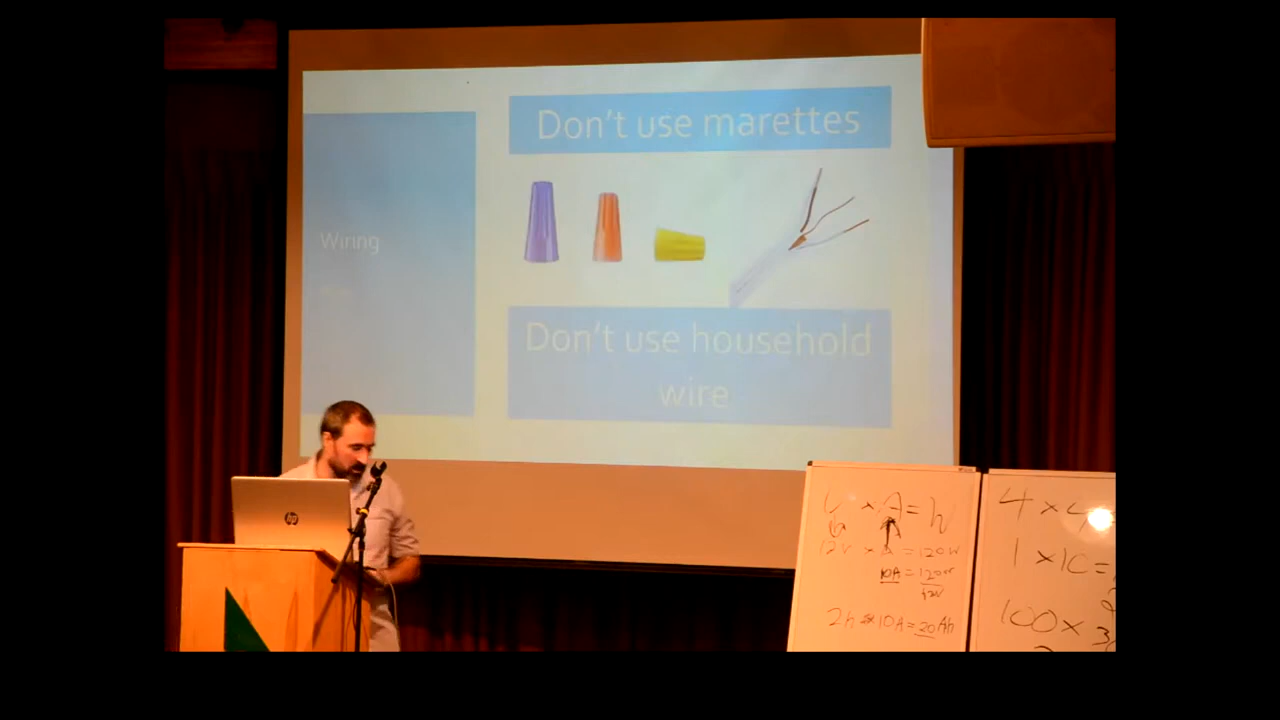 Don't use marettes
Wiring
Don't use household
wire
hp
V x A = W
12V x A = 120W
10A = 120W
12V
2h x 10A = 20Ah
4 x
1 x 10 =
100 x